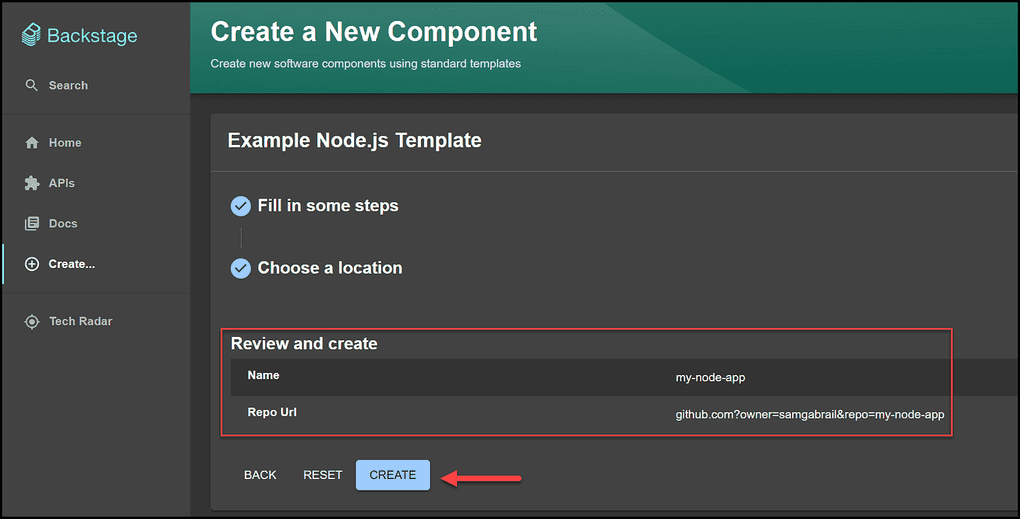 Backstage
Search
Home
APIs
Docs
Create...
Tech Radar
Create a New Component
Create new software components using standard templates
Example Node.js Template
Fill in some steps
Choose a location
Review and create
Name my-node-app
Repo Url github.com?owner=samgabrail&repo=my-node-app
BACK RESET CREATE